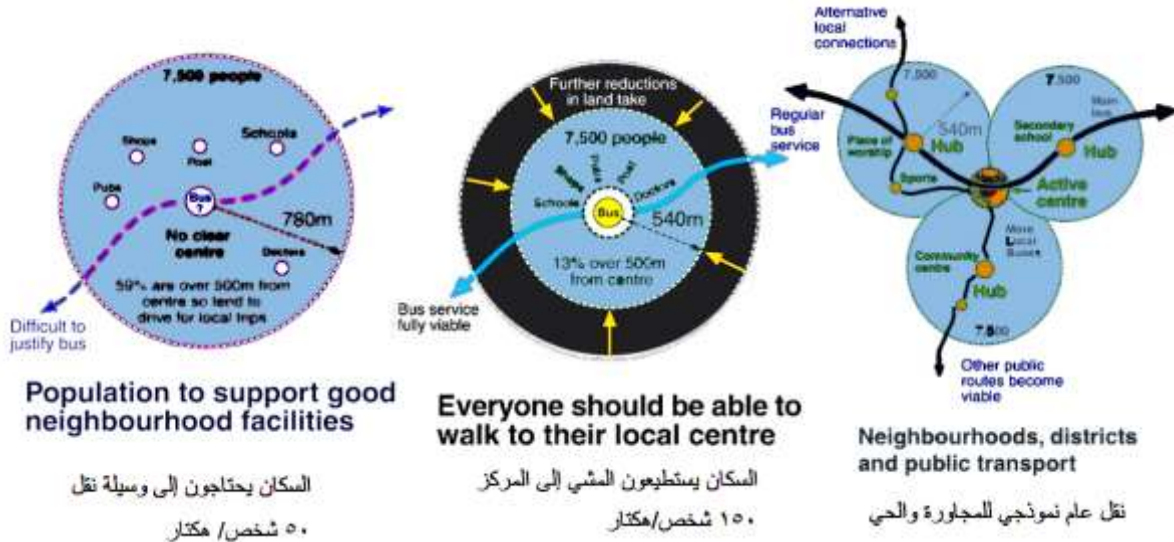 7,500 people
Shops
Post
Schools
Pubs
Bus
?
780m
No clear
centre
Doctors
59% are over 500m from
centre so tend to
drive for local trips
Difficult to
justify bus
Population to support good
neighbourhood facilities
السكان يحتاجون إلى وسيلة نقل
٥٠ شخص/ هكتار
Further reductions
in land take
7,500 people
Schools
Shops
Pubs
Post
Doctors
Bus
540m
13% over 500m
from centre
Regular
bus
service
Bus service
fully viable
Everyone should be able to
walk to their local centre
السكان يستطيعون المشي إلى المركز
١٥٠ شخص/هكتار
Alternative
local
connections
7,500
7,500
540m
Main
bus
Place of
worship
Hub
Secondary
school
Hub
Sports
Active
centre
More
Local
Buses
Community
centre
Hub
7,500
Other public
routes become
viable
Neighbourhoods, districts
and public transport
نقل عام نموذجي للمجاورة والحي